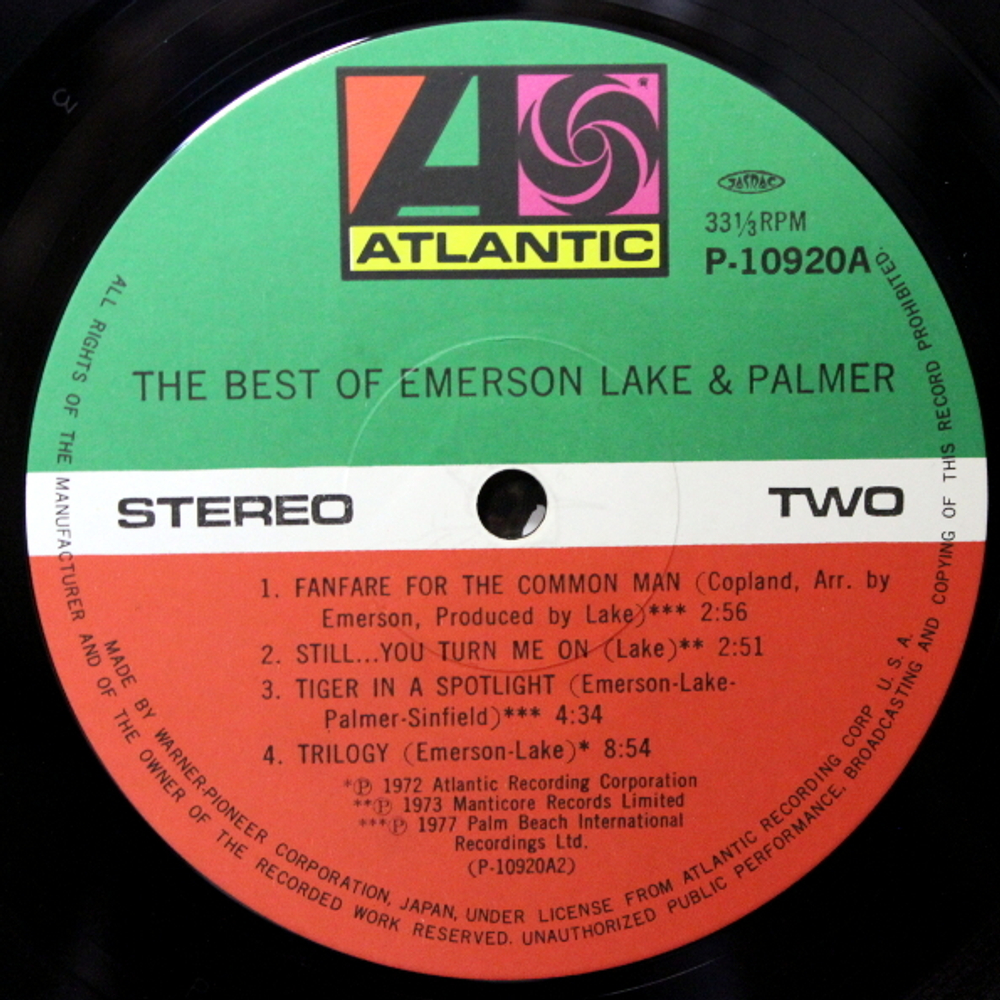 ATLANTIC
JASRAC
33 1/3 RPM
P-10920A
THE BEST OF EMERSON LAKE & PALMER
STEREO
TWO
1. FANFARE FOR THE COMMON MAN (Copland, Arr. by
Emerson, Produced by Lake)*** 2:56
2. STILL...YOU TURN ME ON (Lake)** 2:51
3. TIGER IN A SPOTLIGHT (Emerson-Lake-
Palmer-Sinfield)*** 4:34
4. TRILOGY (Emerson-Lake)* 8:54
*Ⓟ 1972 Atlantic Recording Corporation
**Ⓟ 1973 Manticore Records Limited
***Ⓟ 1977 Palm Beach International
Recordings Ltd.
(P-10920A2)
MADE BY WARNER-PIONEER CORPORATION, JAPAN, UNDER LICENSE FROM ATLANTIC RECORDING CORP. U. S. A.
ALL RIGHTS OF THE MANUFACTURER AND OF THE OWNER OF THE RECORDED WORK RESERVED. UNAUTHORIZED PUBLIC PERFORMANCE, BROADCASTING AND COPYING OF THIS RECORD PROHIBITED.